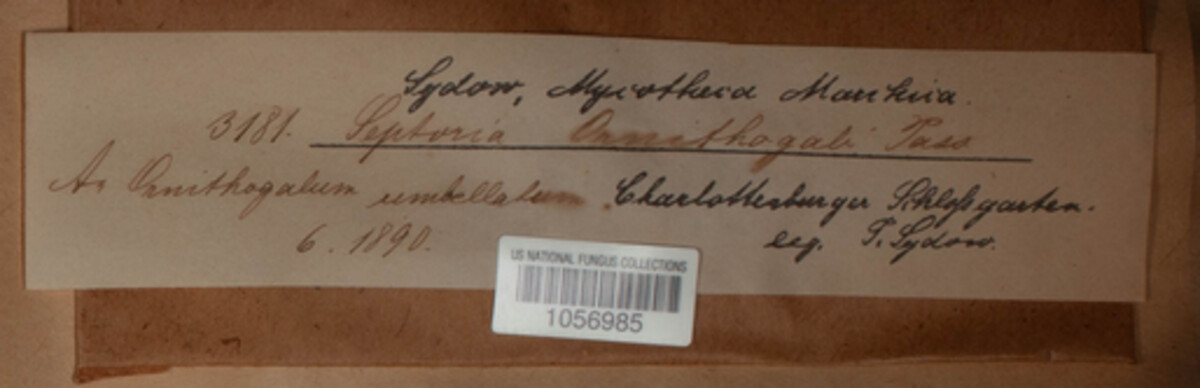 Sydow, Mycotheca Marchica.
3181. Septoria Ornithogali Pass
An Ornithogalum umbellatum Charlottenburger Schloßgarten.
6. 1890. leg. P. Sydow.
US NATIONAL FUNGUS COLLECTIONS
1056985